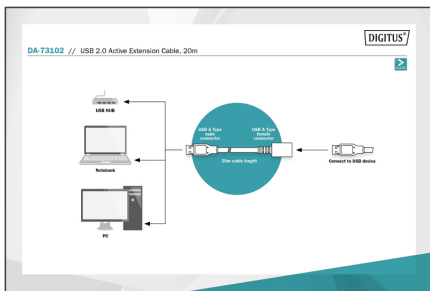 DIGITUS®
DA-73102 // USB 2.0 Active Extension Cable, 20m
USB HUB
USB A Type
male
connector
USB A Type
female
connector
20m cable length
Notebook
Connect to USB device
PC